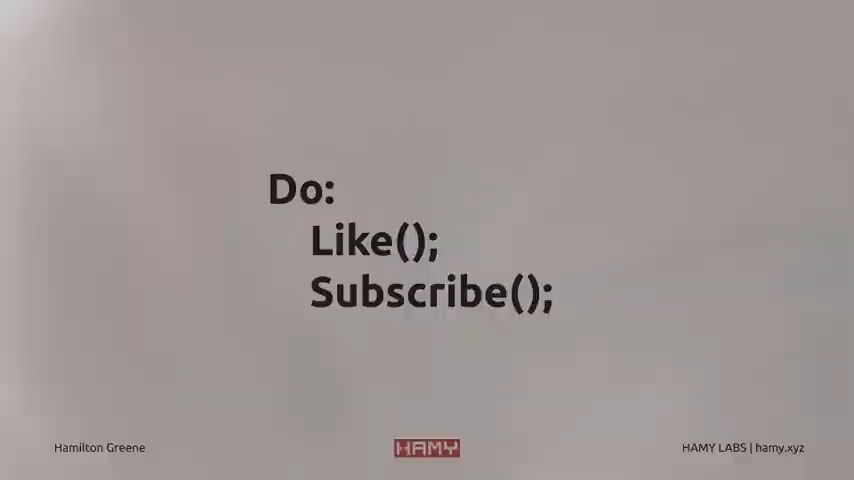 Do:
Like();
Subscribe();
Hamilton Greene
HAMY
HAMY LABS | hamy.xyz